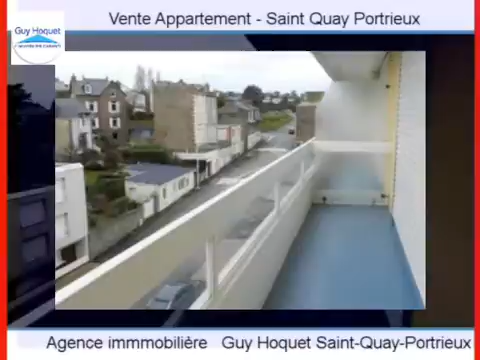 Vente Appartement - Saint Quay Portrieux
Guy Hoquet
Agence immmobilière Guy Hoquet Saint-Quay-Portrieux